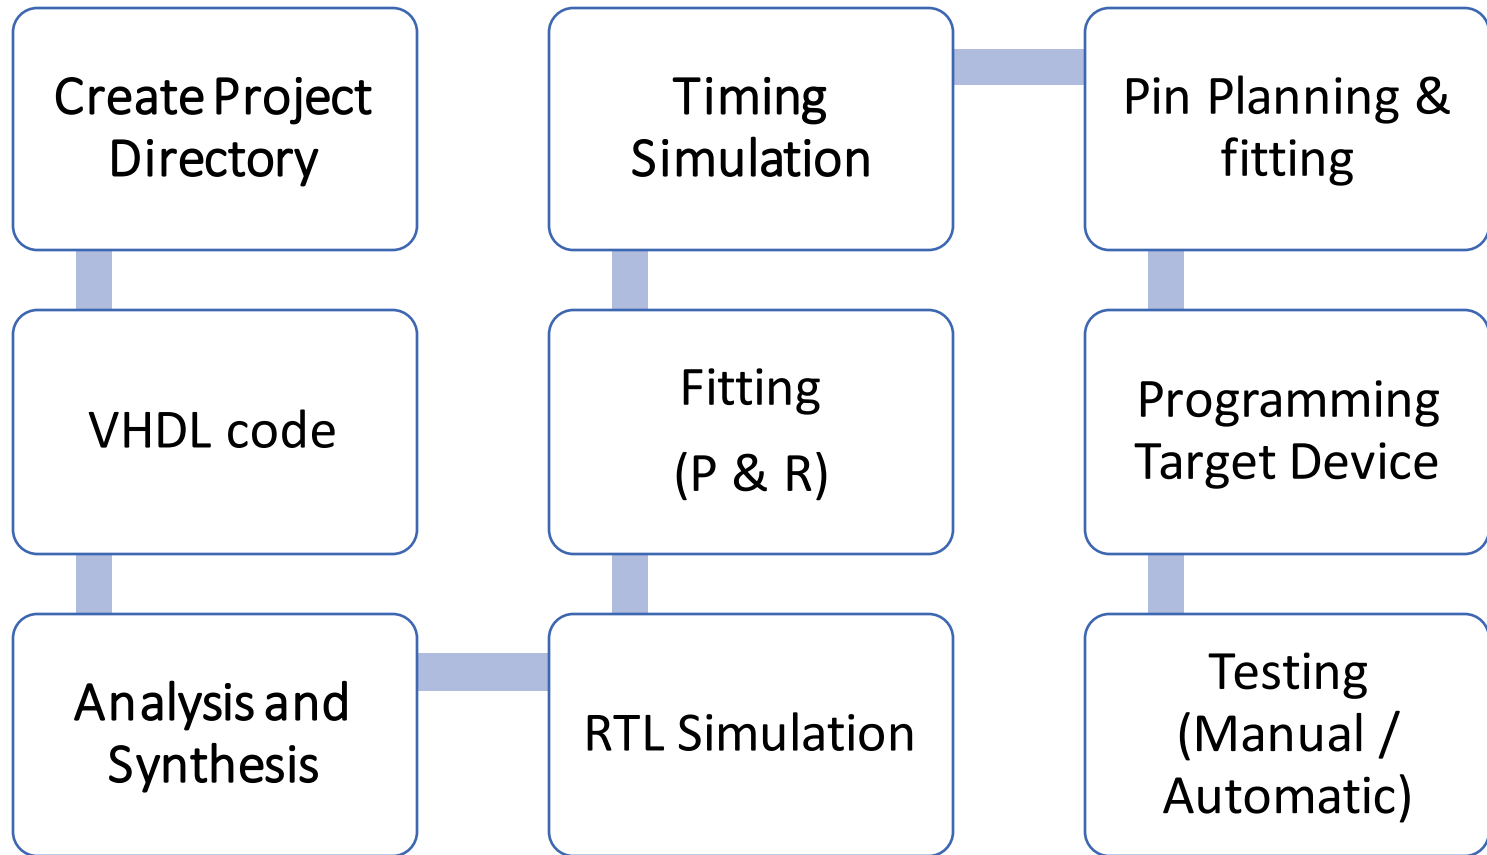 Create Project
Directory
VHDL code
Analysis and
Synthesis
RTL Simulation
Fitting
(P & R)
Timing
Simulation
Pin Planning &
fitting
Programming
Target Device
Testing
(Manual /
Automatic)